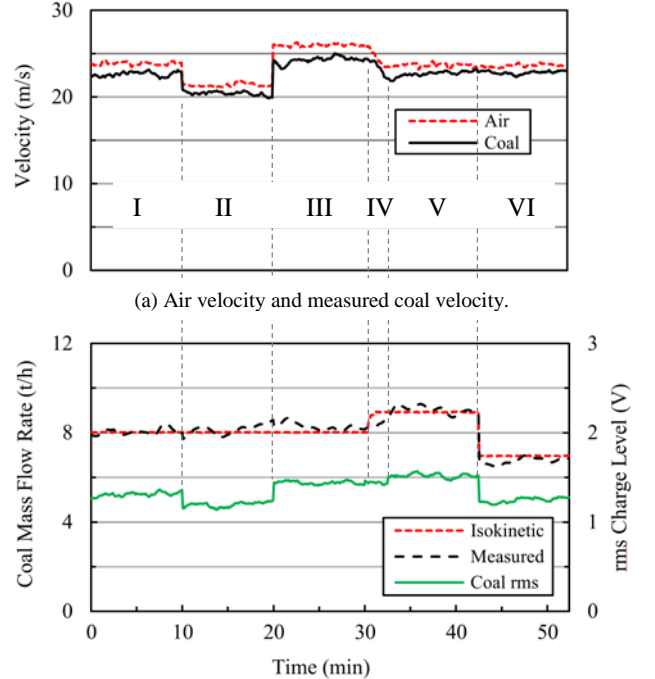 30
20
10
0
Velocity (m/s)
Air
Coal
I II III IV V VI
(a) Air velocity and measured coal velocity.
12
8
4
0
Coal Mass Flow Rate (t/h)
3
2
1
0
rms Charge Level (V)
Isokinetic
Measured
Coal rms
0 10 20 30 40 50
Time (min)